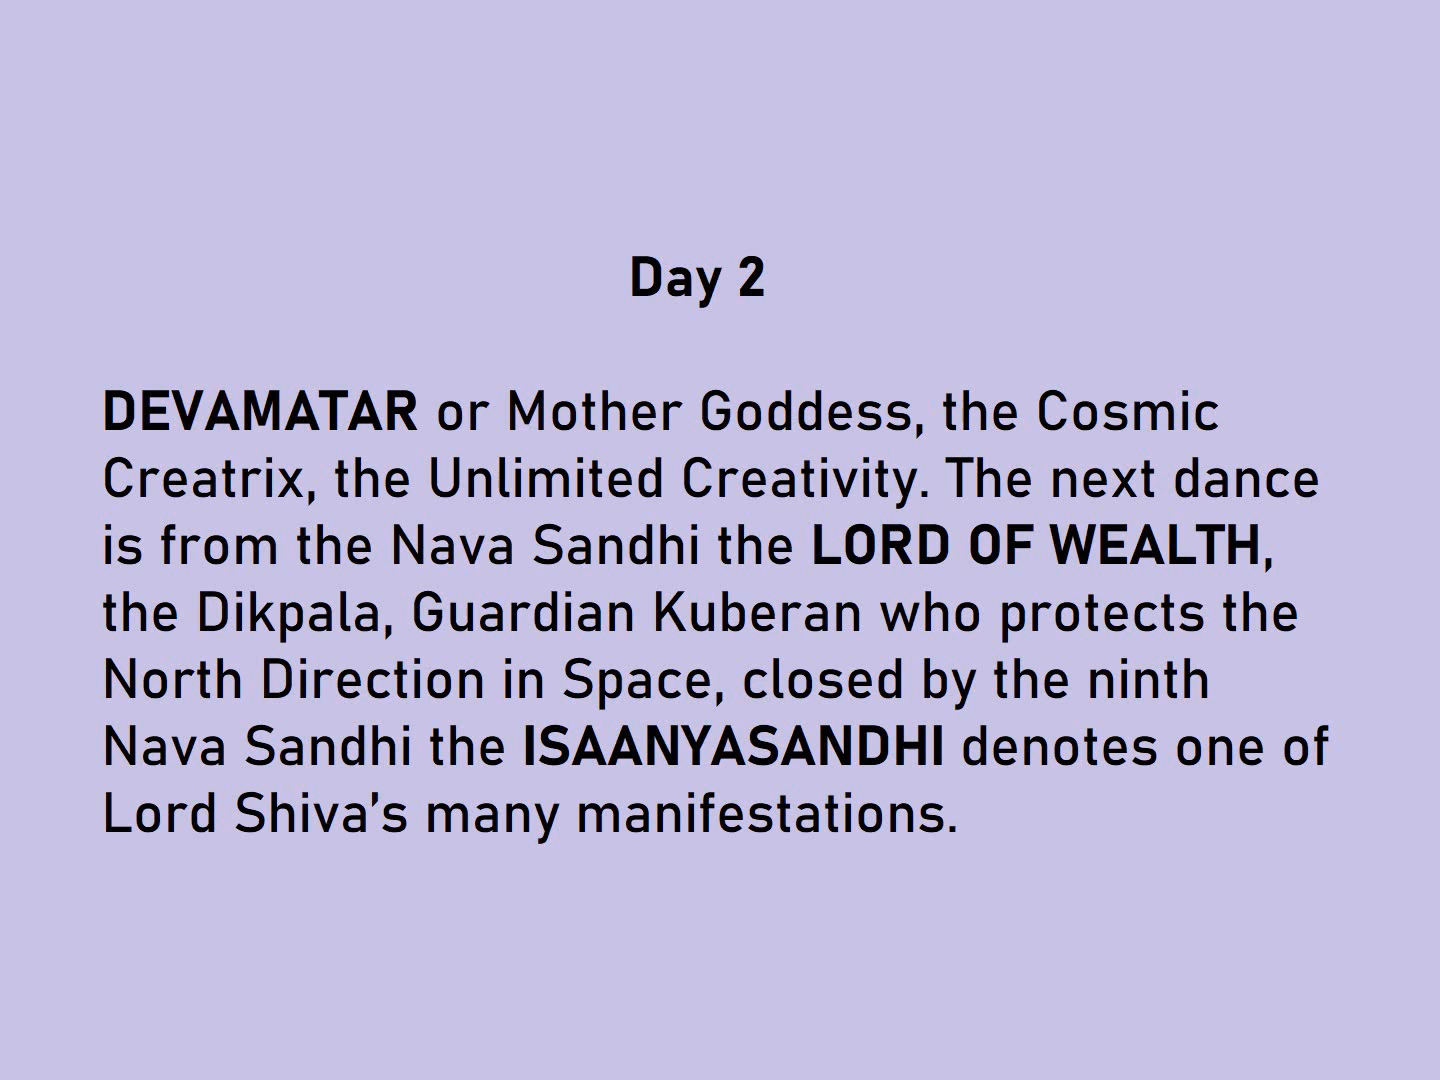 Day 2
DEVAMATAR or Mother Goddess, the Cosmic
Creatrix, the Unlimited Creativity. The next dance
is from the Nava Sandhi the LORD OF WEALTH,
the Dikpala, Guardian Kuberan who protects the
North Direction in Space, closed by the ninth
Nava Sandhi the ISAANYASANDHI denotes one of
Lord Shiva’s many manifestations.